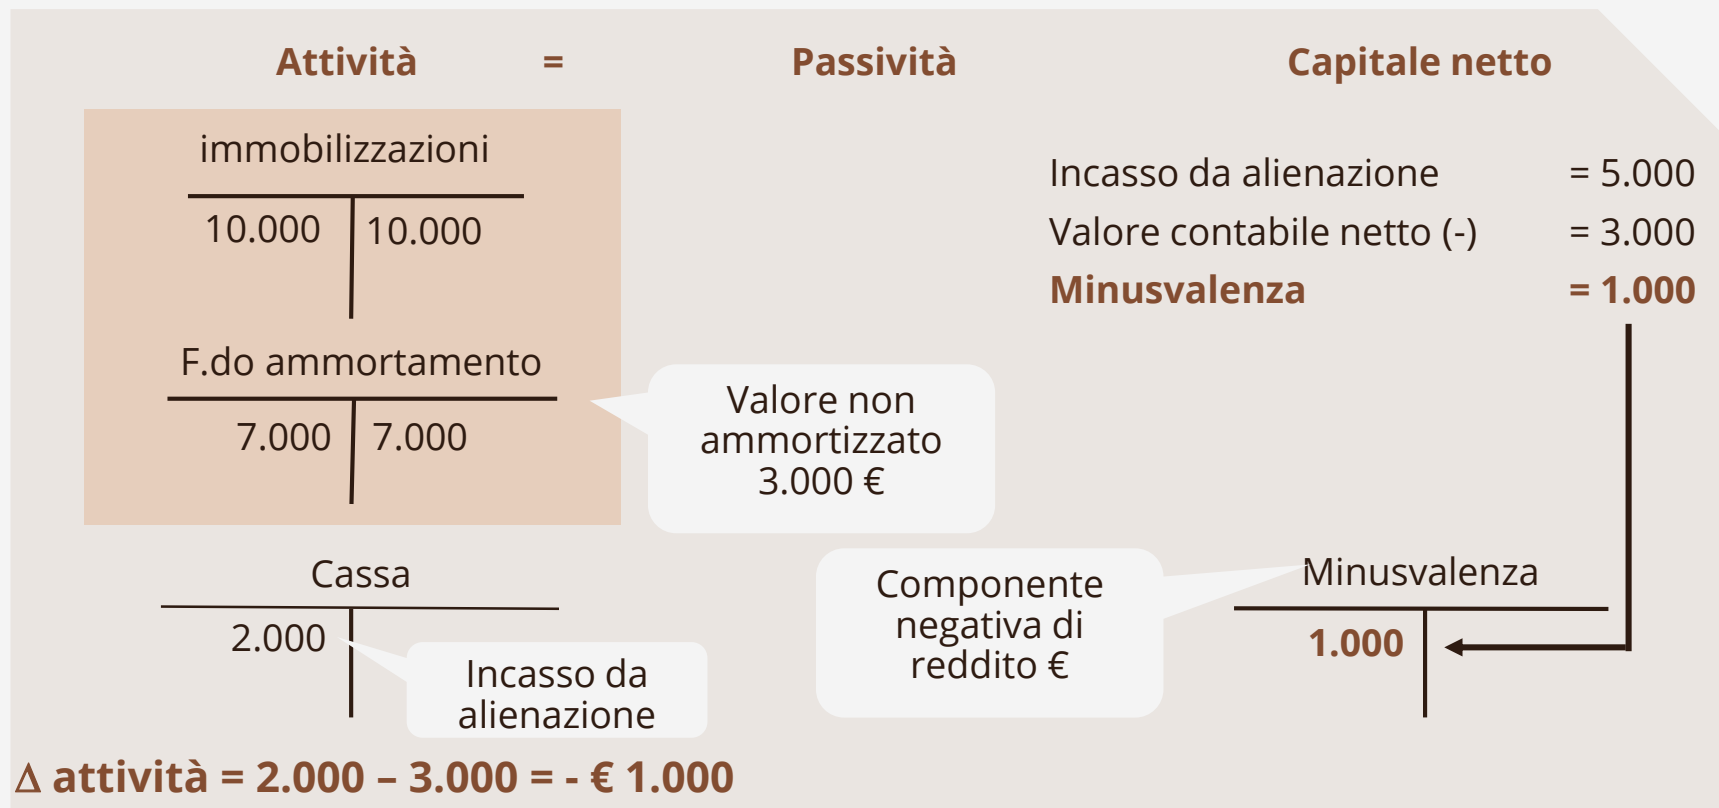 Attività = Passività Capitale netto
immobilizzazioni
10.000 10.000
Incasso da alienazione = 5.000
Valore contabile netto (-) = 3.000
Minusvalenza = 1.000
F.do ammortamento
7.000 7.000
Valore non
ammortizzato
3.000 €
Cassa
2.000
Incasso da
alienazione
Componente
negativa di
reddito €
Minusvalenza
1.000
Δ attività = 2.000 – 3.000 = - € 1.000